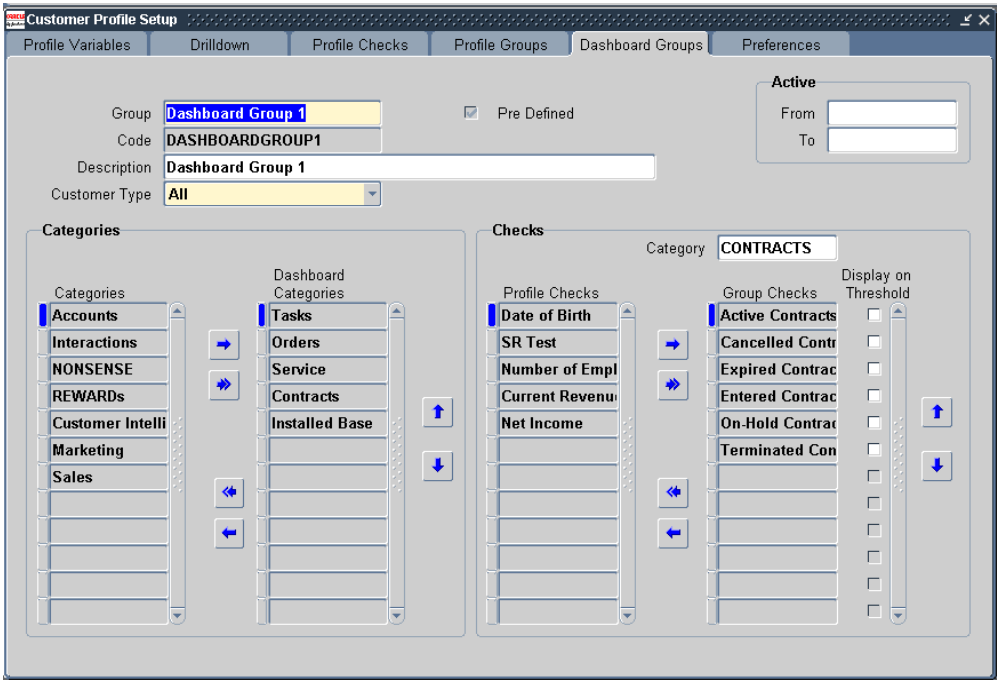 Customer Profile Setup
Profile Variables Drilldown Profile Checks Profile Groups Dashboard Groups Preferences
Active
Group Dashboard Group 1 Pre Defined From
Code DASHBOARDGROUP1 To
Description Dashboard Group 1
Customer Type All
Categories Checks
Category CONTRACTS
Dashboard Display on
Categories Categories Profile Checks Group Checks Threshold
Accounts Tasks Date of Birth Active Contracts
Interactions Orders SR Test Cancelled Contr
NONSENSE Service Number of Empl Expired Contrac
REWARDs Contracts Current Revenu Entered Contrac
Customer Intelli Installed Base Net Income On-Hold Contrac
Marketing Terminated Con
Sales